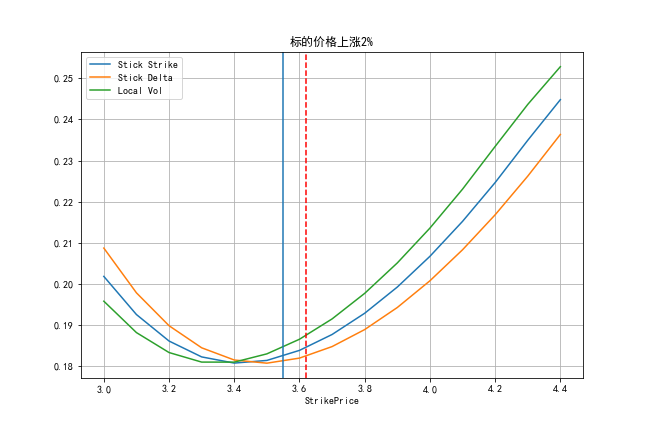 标的价格上涨2%
Stick Strike
Stick Delta
Local Vol
0.25
0.24
0.23
0.22
0.21
0.20
0.19
0.18
3.0 3.2 3.4 3.6 3.8 4.0 4.2 4.4
StrikePrice